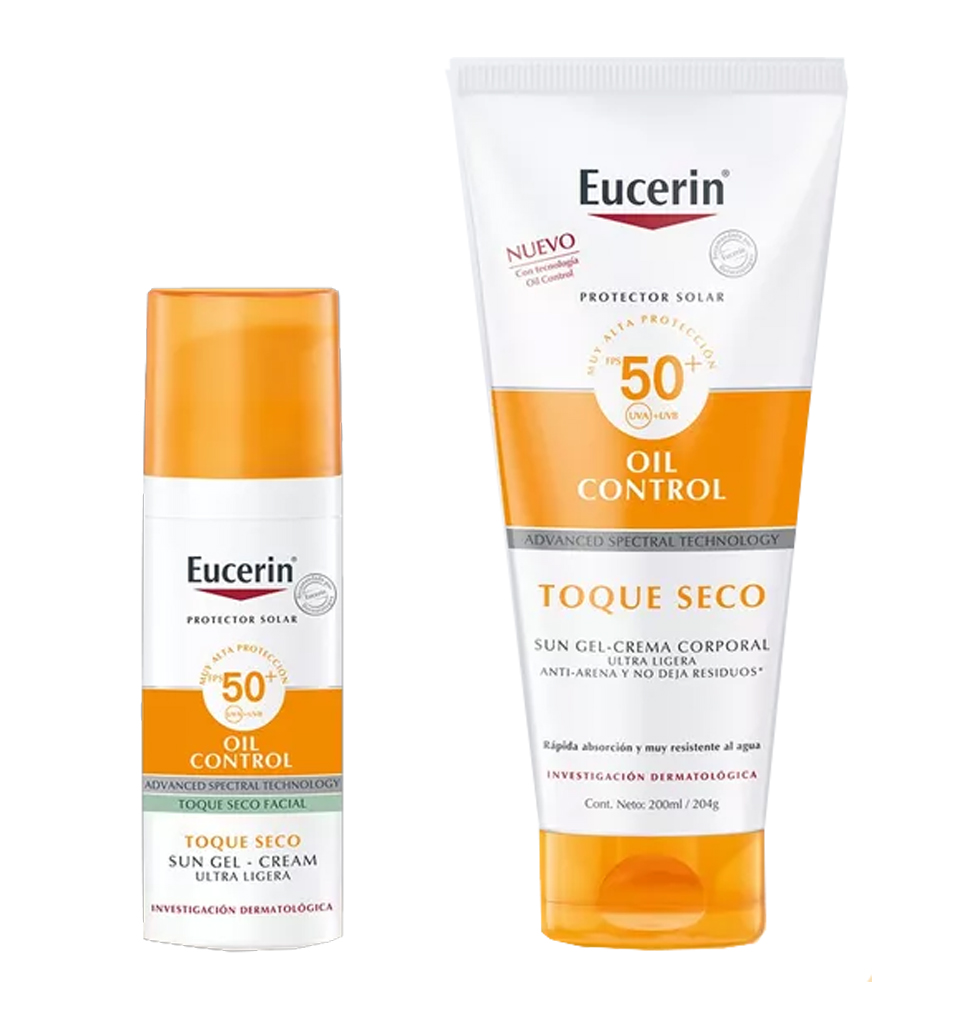 Eucerin®
PROTECTOR SOLAR
MUY ALTA PROTECCIÓN
FPS 50+
UVA+UVB
OIL
CONTROL
ADVANCED SPECTRAL TECHNOLOGY
TOQUE SECO FACIAL
TOQUE SECO
SUN GEL - CREAM
ULTRA LIGERA
INVESTIGACIÓN DERMATOLÓGICA
Eucerin®
NUEVO
Con tecnología
Oil Control
Eucerin
PROTECTOR SOLAR
MUY ALTA PROTECCIÓN
FPS 50+
UVA+UVB
OIL
CONTROL
ADVANCED SPECTRAL TECHNOLOGY
TOQUE SECO
SUN GEL-CREMA CORPORAL
ULTRA LIGERA
ANTI-ARENA Y NO DEJA RESIDUOS*
Rápida absorción y muy resistente al agua
INVESTIGACIÓN DERMATOLÓGICA
Cont. Neto: 200ml / 204g